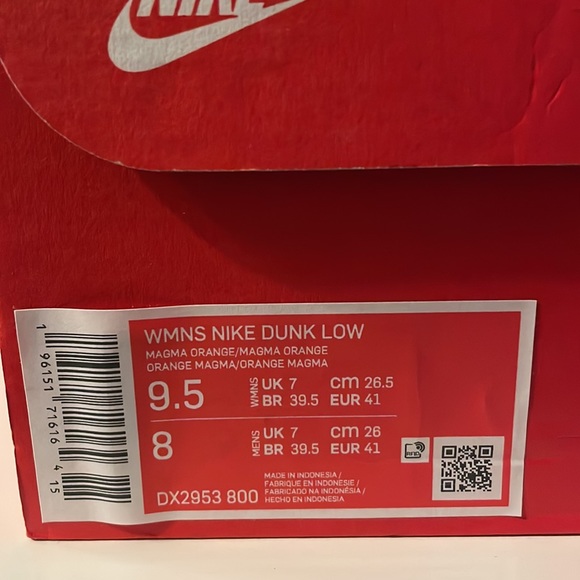 NIKE
WMNS NIKE DUNK LOW
MAGMA ORANGE/MAGMA ORANGE
ORANGE MAGMA/ORANGE MAGMA
9.5 WMNS UK 7 cm 26.5
BR 39.5 EUR 41
8 MENS UK 7 cm 26
BR 39.5 EUR 41
RFID
DX2953 800
MADE IN INDONESIA /
FABRIQUE EN INDONESIE /
FABRICADO NA INDONÉSIA /
HECHO EN INDONESIA
1 96151 71616 4 15